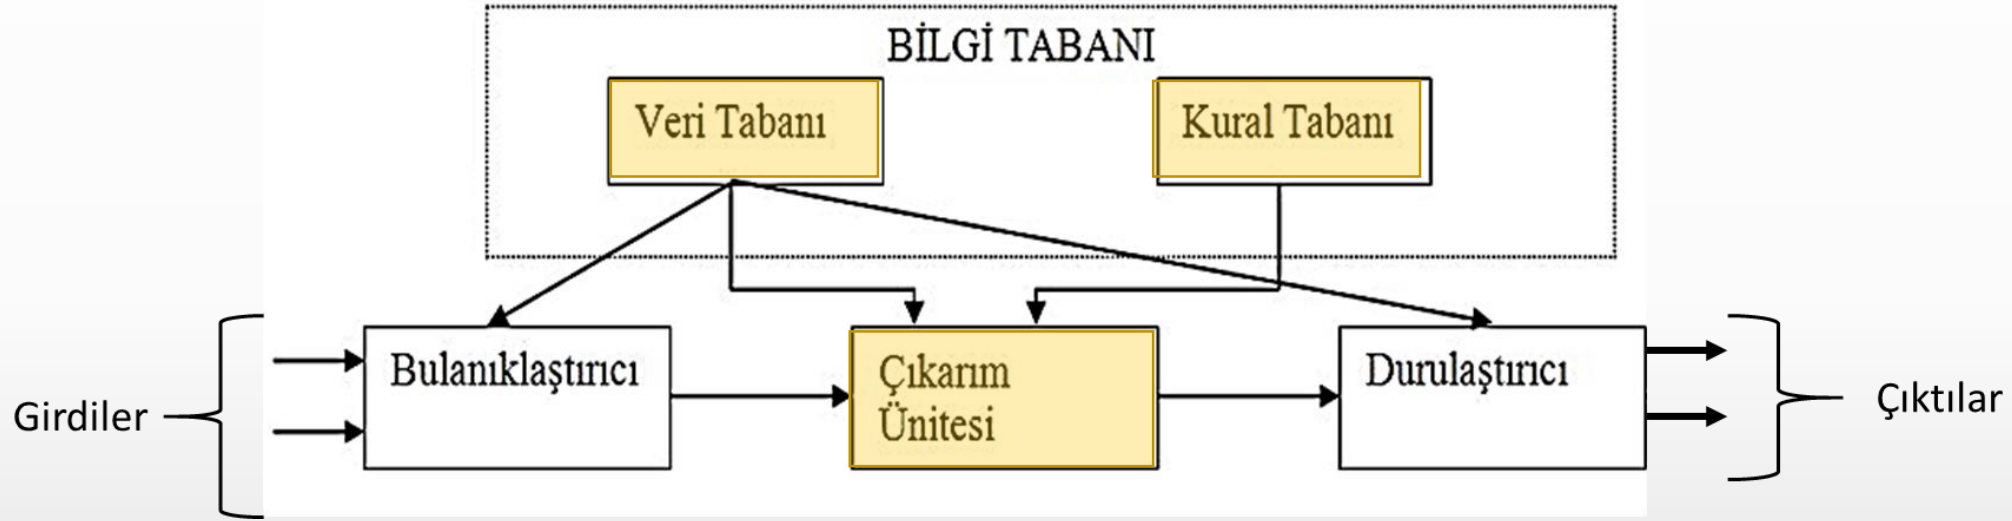 BİLGİ TABANI
Veri Tabanı
Kural Tabanı
Girdiler
Bulanıklaştırıcı
Çıkarım
Ünitesi
Durulaştırıcı
Çıktılar